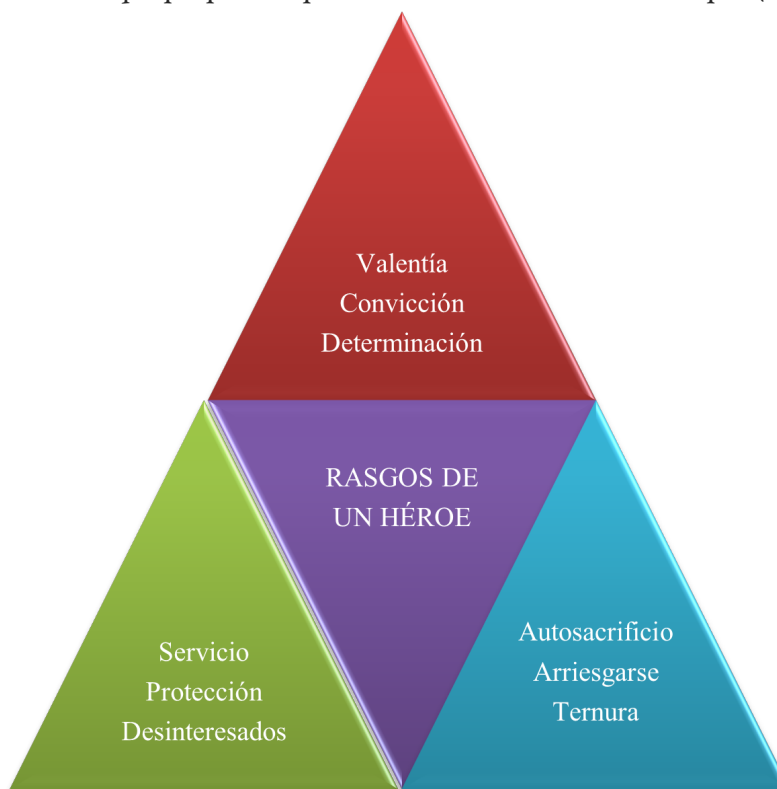 Valentía
Convicción
Determinación
RASGOS DE
UN HÉROE
Servicio
Protección
Desinteresados
Autosacrificio
Arriesgarse
Ternura